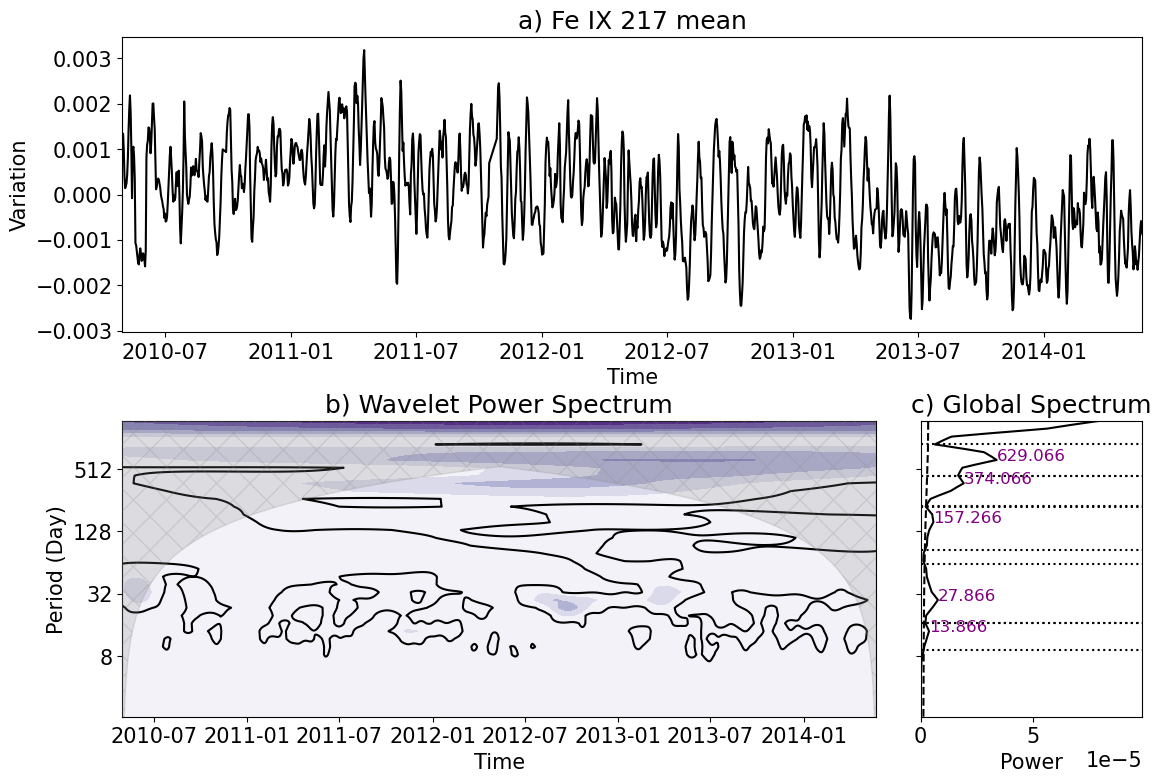 a) Fe IX 217 mean
0.003
0.002
0.001
0.000
−0.001
−0.002
−0.003
Variation
2010-07 2011-01 2011-07 2012-01 2012-07 2013-01 2013-07 2014-01
Time
b) Wavelet Power Spectrum
512
128
32
8
Period (Day)
2010-07 2011-01 2011-07 2012-01 2012-07 2013-01 2013-07 2014-01
Time
c) Global Spectrum
629.066
374.066
157.266
27.866
13.866
0 5
Power 1e−5